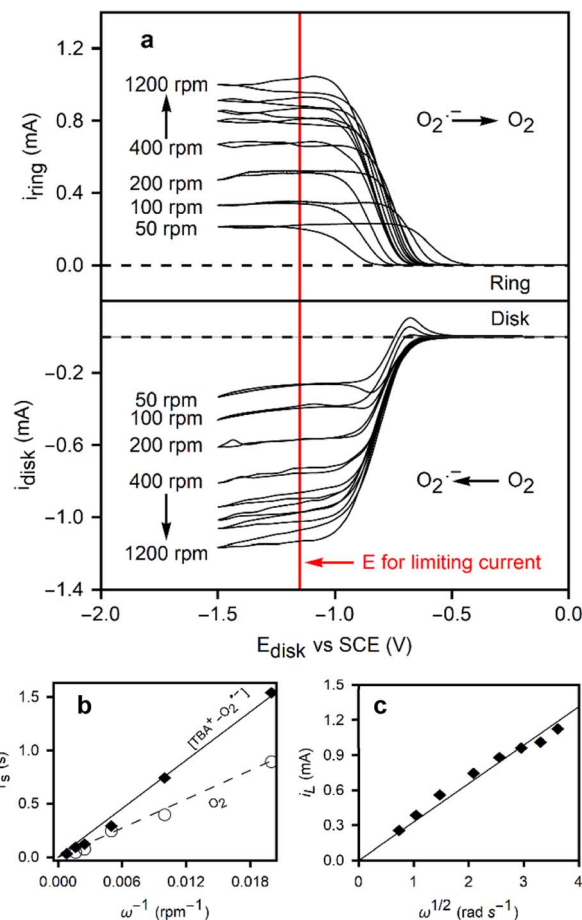 a
1.2
0.8
0.4
0.0
i_ring (mA)
1200 rpm
400 rpm
200 rpm
100 rpm
50 rpm
O₂·⁻ → O₂
Ring
Disk
-0.2
-0.6
-1.0
-1.4
i_disk (mA)
50 rpm
100 rpm
200 rpm
400 rpm
1200 rpm
O₂·⁻ ← O₂
E for limiting current
-2.0 -1.5 -1.0 -0.5 0.0
E_disk vs SCE (V)
b
1.5
1.0
0.5
0.0
(s)
[TBA⁺–O₂•⁻]
O₂
0.000 0.006 0.012 0.018
ω⁻¹ (rpm⁻¹)
c
1.5
1.2
0.9
0.6
0.3
0.0
i_L (mA)
0 1 2 3 4
ω^1/2 (rad s⁻¹)